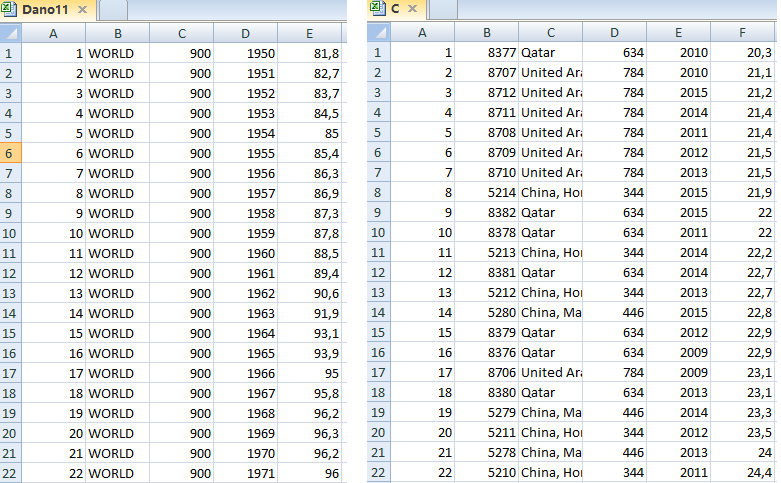 Dano11
A B C D E
1 1 WORLD 900 1950 81,8
2 2 WORLD 900 1951 82,7
3 3 WORLD 900 1952 83,7
4 4 WORLD 900 1953 84,5
5 5 WORLD 900 1954 85
6 6 WORLD 900 1955 85,4
7 7 WORLD 900 1956 86,3
8 8 WORLD 900 1957 86,9
9 9 WORLD 900 1958 87,3
10 10 WORLD 900 1959 87,8
11 11 WORLD 900 1960 88,5
12 12 WORLD 900 1961 89,4
13 13 WORLD 900 1962 90,6
14 14 WORLD 900 1963 91,9
15 15 WORLD 900 1964 93,1
16 16 WORLD 900 1965 93,9
17 17 WORLD 900 1966 95
18 18 WORLD 900 1967 95,8
19 19 WORLD 900 1968 96,2
20 20 WORLD 900 1969 96,3
21 21 WORLD 900 1970 96,2
22 22 WORLD 900 1971 96
C
A B C D E F
1 1 8377 Qatar 634 2010 20,3
2 2 8707 United Ara 784 2010 21,1
3 3 8712 United Ara 784 2015 21,2
4 4 8711 United Ara 784 2014 21,4
5 5 8708 United Ara 784 2011 21,4
6 6 8709 United Ara 784 2012 21,5
7 7 8710 United Ara 784 2013 21,5
8 8 5214 China, Hon 344 2015 21,9
9 9 8382 Qatar 634 2015 22
10 10 8378 Qatar 634 2011 22
11 11 5213 China, Hon 344 2014 22,2
12 12 8381 Qatar 634 2014 22,7
13 13 5212 China, Hon 344 2013 22,7
14 14 5280 China, Ma 446 2015 22,8
15 15 8379 Qatar 634 2012 22,9
16 16 8376 Qatar 634 2009 22,9
17 17 8706 United Ara 784 2009 23,1
18 18 8380 Qatar 634 2013 23,1
19 19 5279 China, Ma 446 2014 23,3
20 20 5211 China, Hon 344 2012 23,5
21 21 5278 China, Ma 446 2013 24
22 22 5210 China, Hon 344 2011 24,4